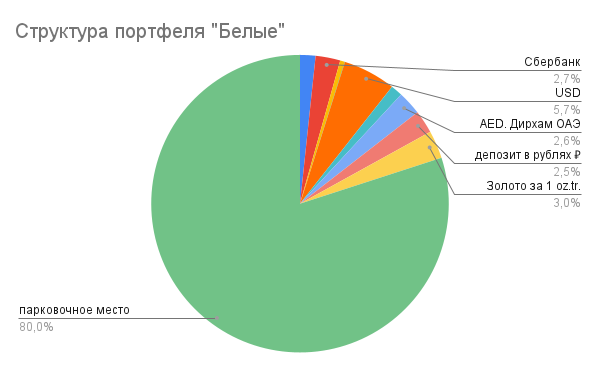 Структура портфеля "Белые"
Сбербанк
2,7%
USD
5,7%
AED. Дирхам ОАЭ
2,6%
депозит в рублях ₽
2,5%
Золото за 1 oz.tr.
3,0%
парковочное место
80,0%